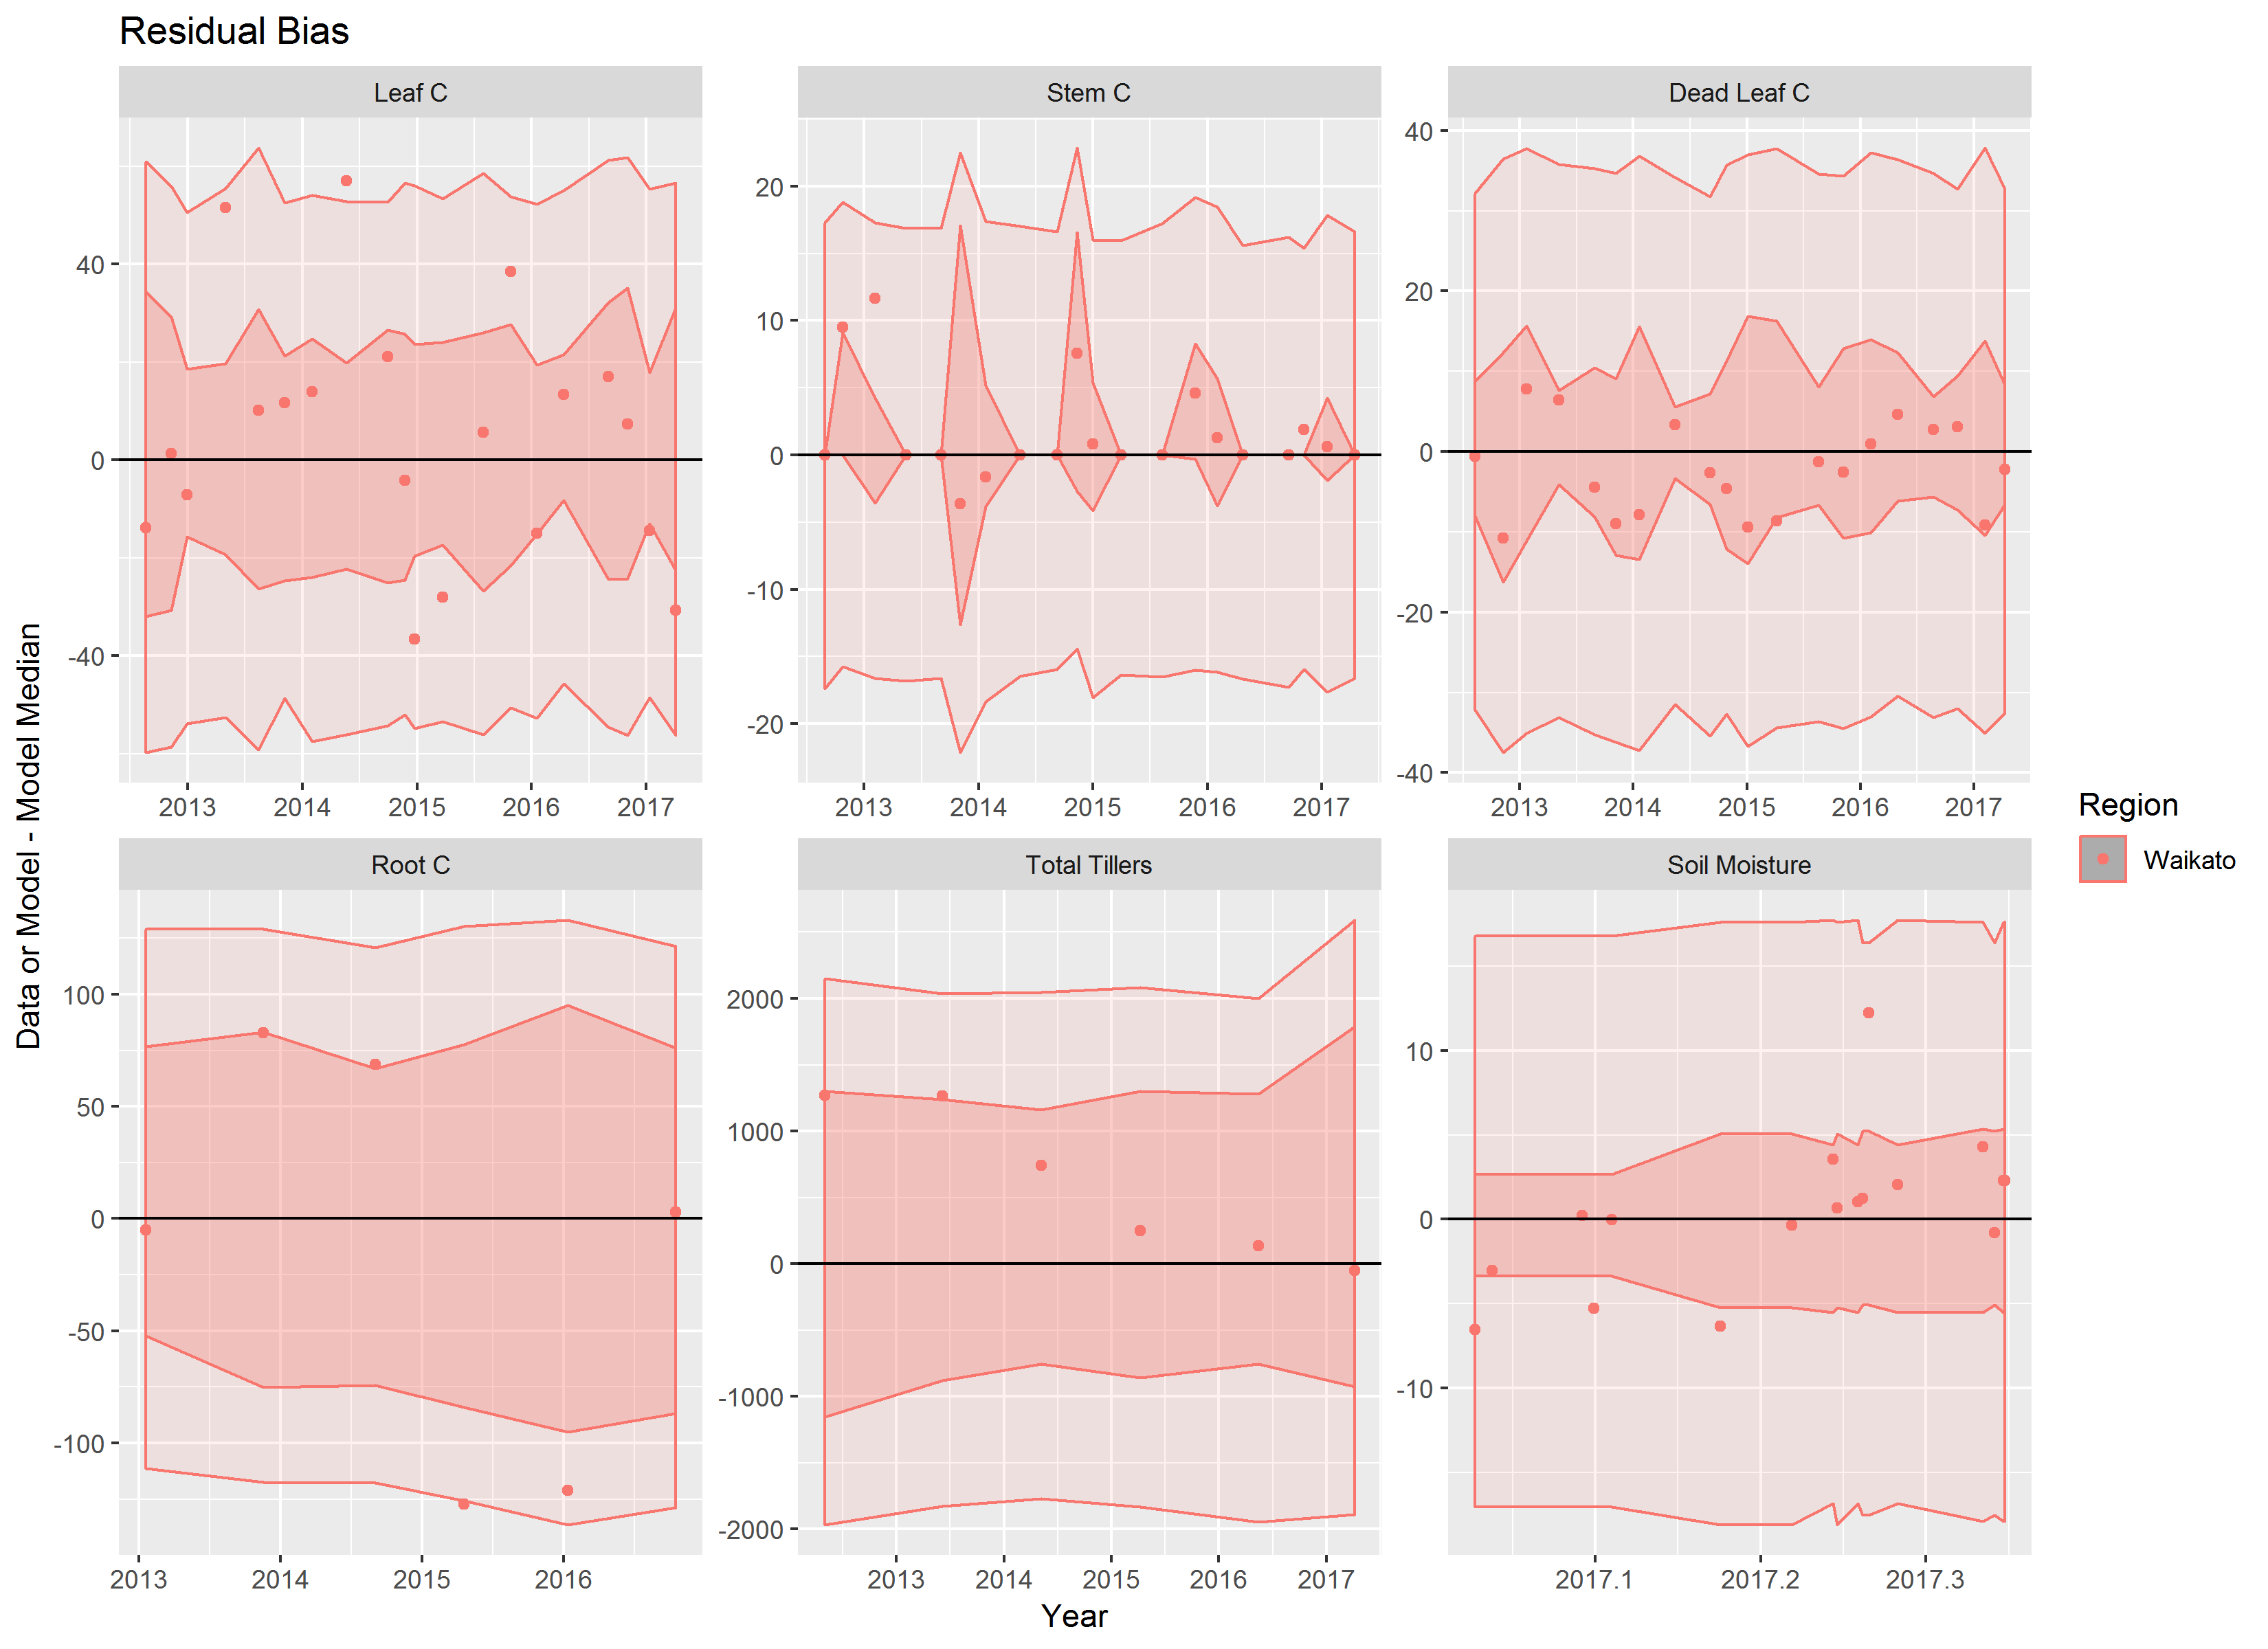 Residual Bias
Leaf C
Stem C
Dead Leaf C
40
0
-40
20
10
0
-10
-20
40
20
0
-20
-40
2013 2014 2015 2016 2017
2013 2014 2015 2016 2017
2013 2014 2015 2016 2017
Data or Model - Model Median
Root C
Total Tillers
Soil Moisture
100
50
0
-50
-100
2000
1000
0
-1000
-2000
10
0
-10
2013 2014 2015 2016
2013 2014 2015 2016 2017
2017.1 2017.2 2017.3
Year
Region
Waikato